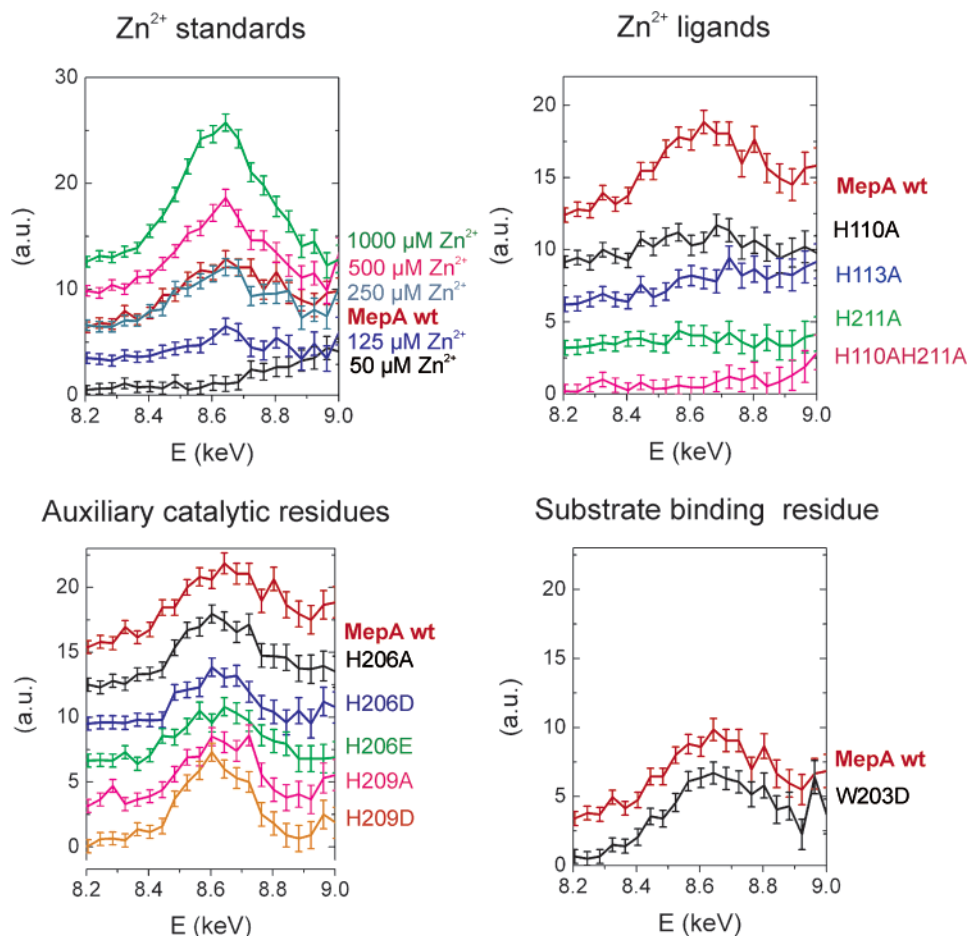 Zn²⁺ standards
30
20
10
0
(a.u.)
8.2 8.4 8.6 8.8 9.0
E (keV)
1000 µM Zn²⁺
500 µM Zn²⁺
250 µM Zn²⁺
MepA wt
125 µM Zn²⁺
50 µM Zn²⁺
Zn²⁺ ligands
20
15
10
5
0
(a.u.)
8.2 8.4 8.6 8.8 9.0
E (keV)
MepA wt
H110A
H113A
H211A
H110AH211A
Auxiliary catalytic residues
20
15
10
5
0
(a.u.)
8.2 8.4 8.6 8.8 9.0
E (keV)
MepA wt
H206A
H206D
H206E
H209A
H209D
Substrate binding residue
20
15
10
5
0
(a.u.)
8.2 8.4 8.6 8.8 9.0
E (keV)
MepA wt
W203D